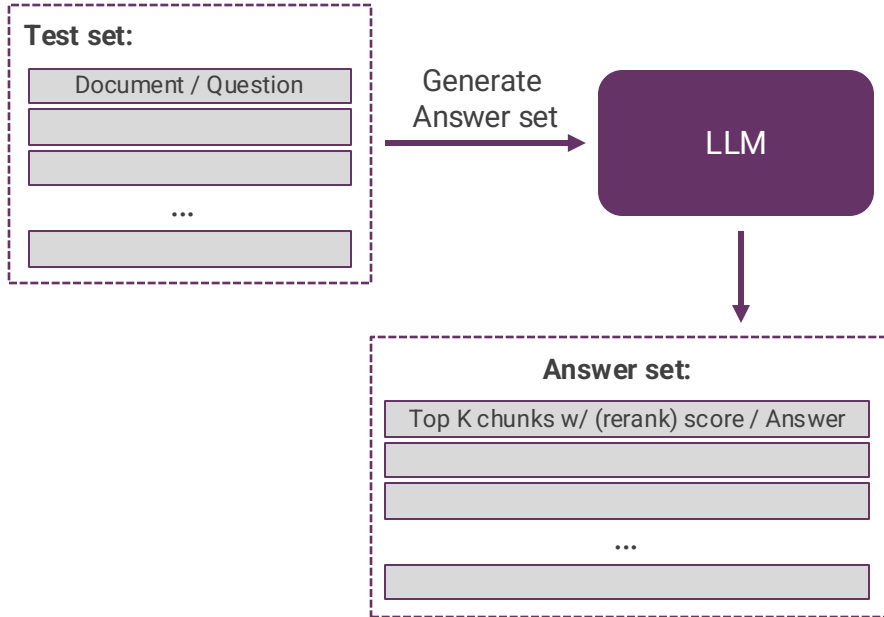 Test set:
Document / Question
...
Generate
Answer set
LLM
Answer set:
Top K chunks w/ (rerank) score / Answer
...